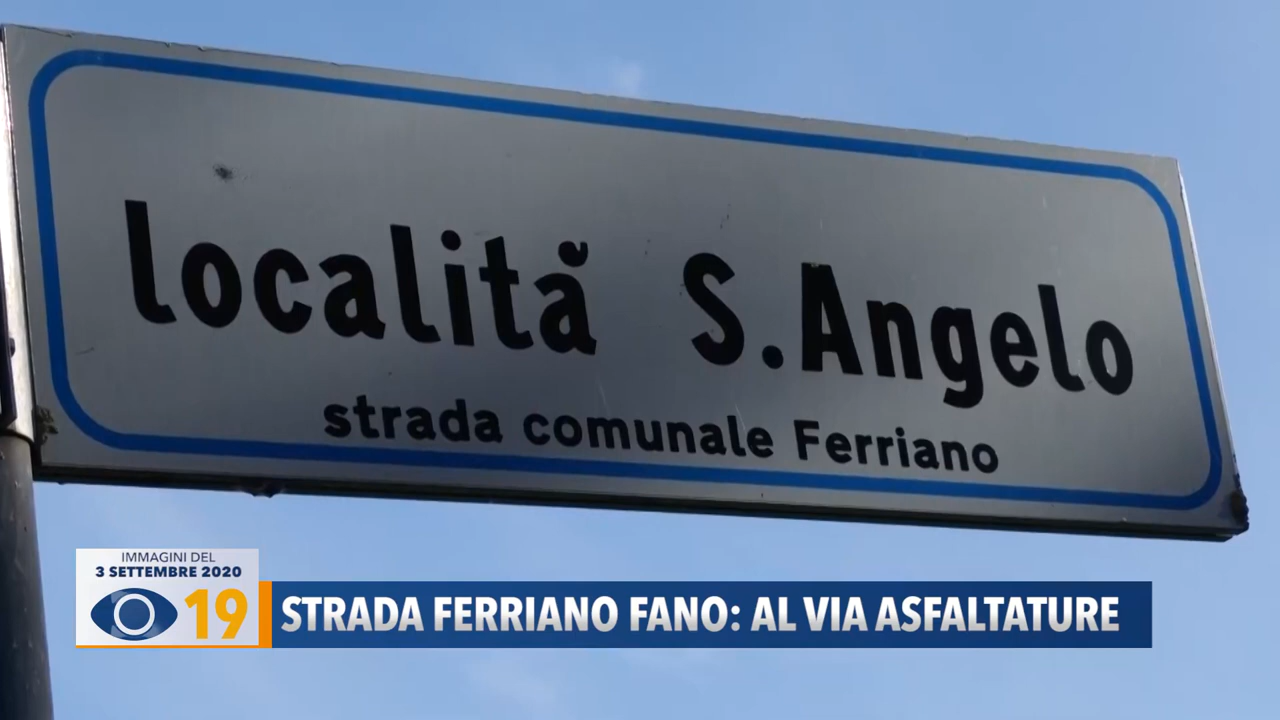 località S.Angelo
strada comunale Ferriano
IMMAGINI DEL
3 SETTEMBRE 2020
19
STRADA FERRIANO FANO: AL VIA ASFALTATURE